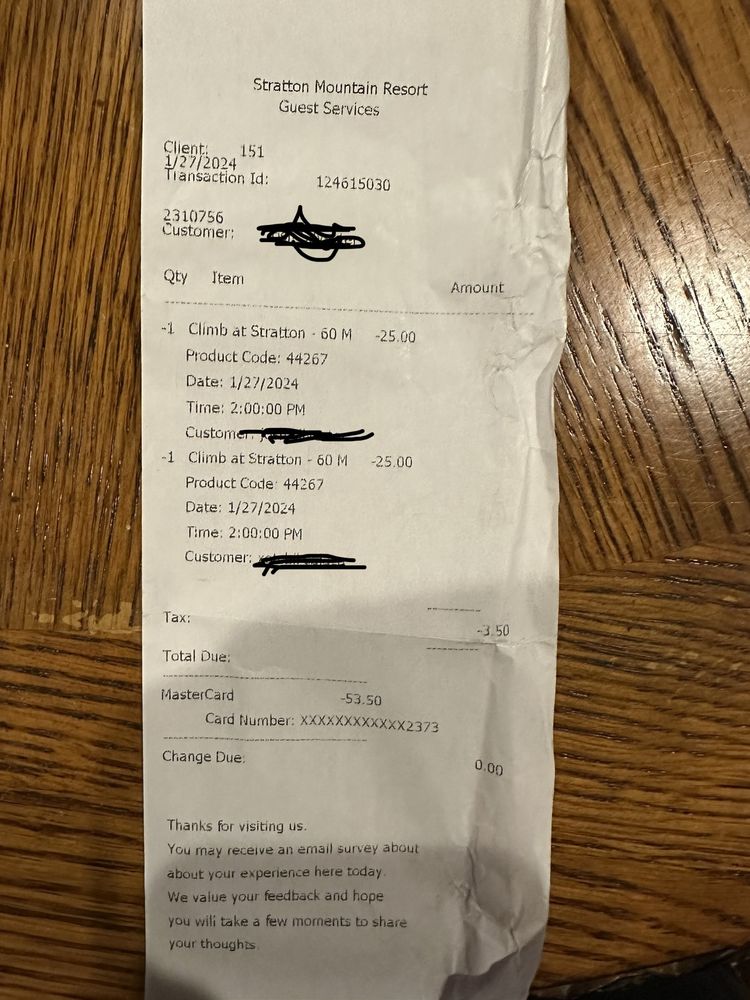 Stratton Mountain Resort
Guest Services
Client: 151
1/27/2024
Transaction Id: 124615030
2310756
Customer:
Qty Item Amount
-1 Climb at Stratton - 60 M -25.00
Product Code: 44267
Date: 1/27/2024
Time: 2:00:00 PM
Customer:
-1 Climb at Stratton - 60 M -25.00
Product Code: 44267
Date: 1/27/2024
Time: 2:00:00 PM
Customer:
Tax: -3.50
Total Due:
MasterCard -53.50
Card Number: XXXXXXXXXXXX2373
Change Due: 0.00
Thanks for visiting us.
You may receive an email survey about
about your experience here today.
We value your feedback and hope
you will take a few moments to share
your thoughts.